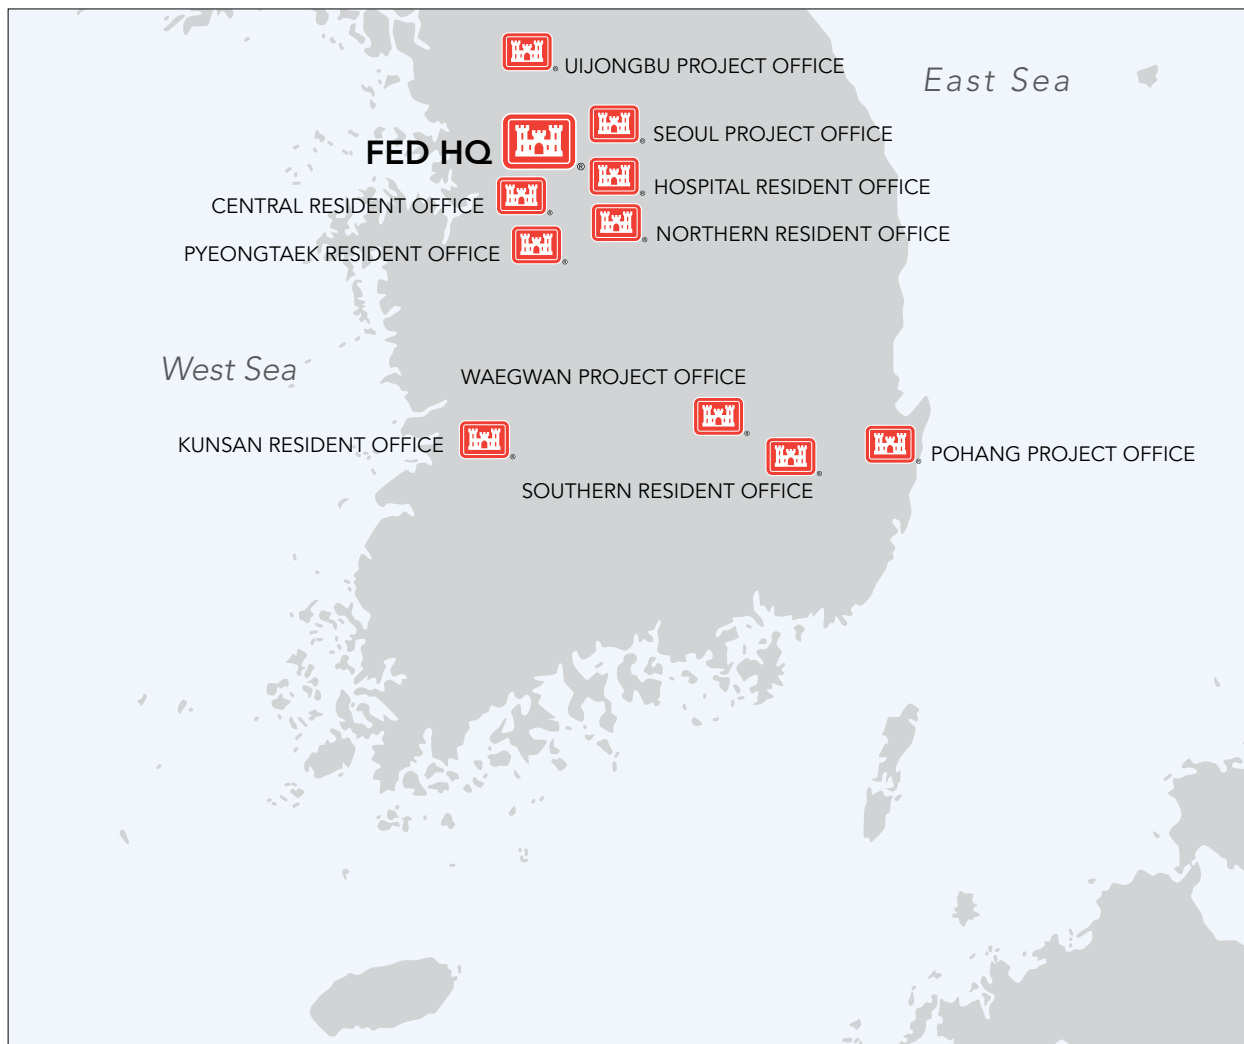 UIJONGBU PROJECT OFFICE
East Sea
SEOUL PROJECT OFFICE
FED HQ
HOSPITAL RESIDENT OFFICE
CENTRAL RESIDENT OFFICE
NORTHERN RESIDENT OFFICE
PYEONGTAEK RESIDENT OFFICE
West Sea
WAEGWAN PROJECT OFFICE
KUNSAN RESIDENT OFFICE
POHANG PROJECT OFFICE
SOUTHERN RESIDENT OFFICE